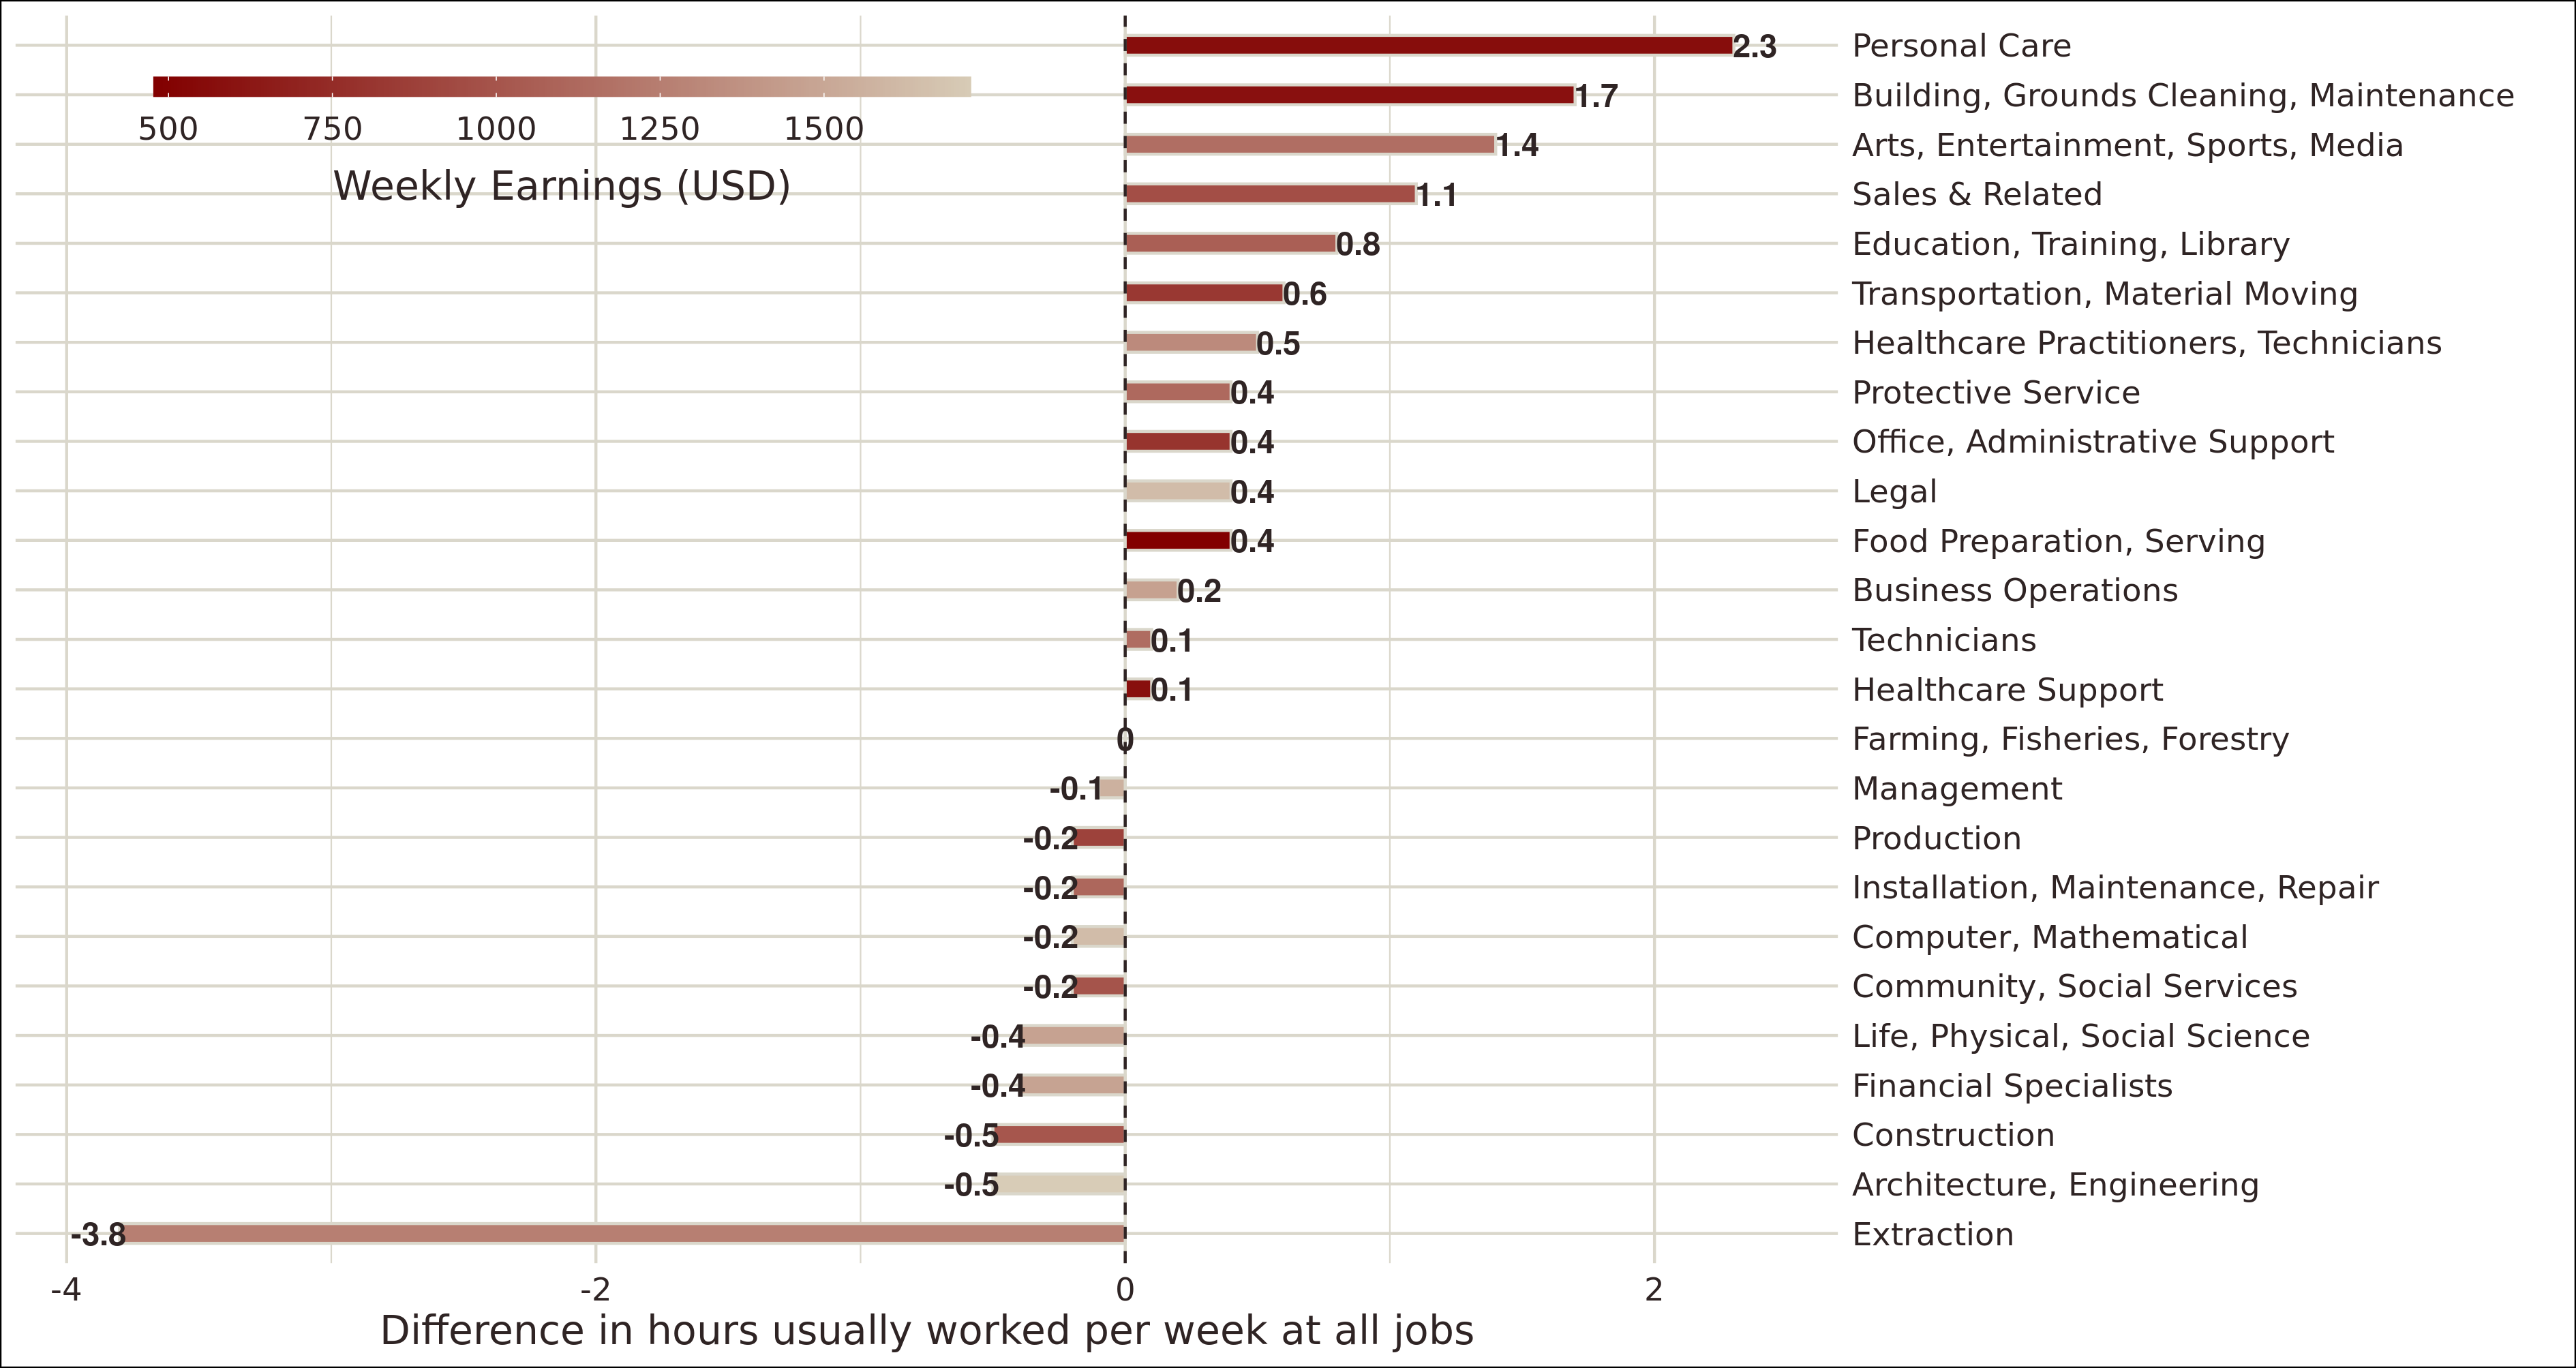 2.3 Personal Care
1.7 Building, Grounds Cleaning, Maintenance
500 750 1000 1250 1500
1.4 Arts, Entertainment, Sports, Media
Weekly Earnings (USD)
1.1 Sales & Related
0.8 Education, Training, Library
0.6 Transportation, Material Moving
0.5 Healthcare Practitioners, Technicians
0.4 Protective Service
0.4 Office, Administrative Support
0.4 Legal
0.4 Food Preparation, Serving
0.2 Business Operations
0.1 Technicians
0.1 Healthcare Support
0 Farming, Fisheries, Forestry
-0.1 Management
-0.2 Production
-0.2 Installation, Maintenance, Repair
-0.2 Computer, Mathematical
-0.2 Community, Social Services
-0.4 Life, Physical, Social Science
-0.4 Financial Specialists
-0.5 Construction
-0.5 Architecture, Engineering
-3.8 Extraction
-4 -2 0 2
Difference in hours usually worked per week at all jobs